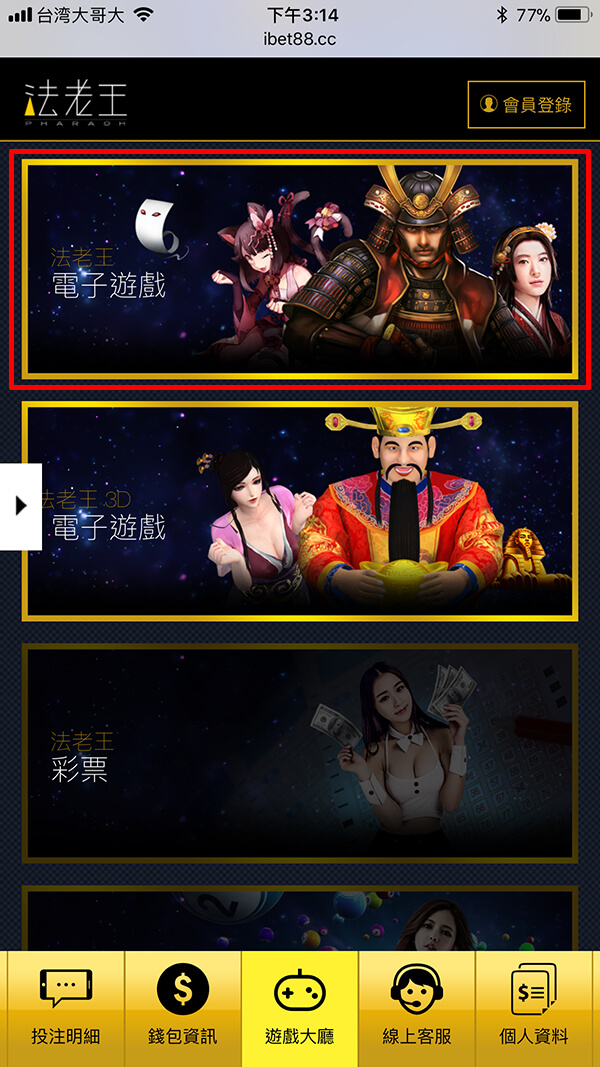 台湾大哥大 下午3:14 77%
ibet88.cc
法老王
PHARAOH
會員登錄
法老王
電子遊戲
法老王 3D
電子遊戲
法老王
彩票
2
投注明細 錢包資訊 遊戲大廳 線上客服 個人資料